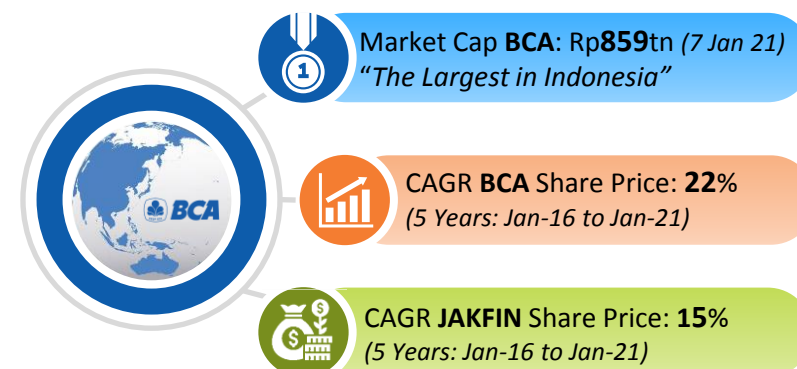 1
Market Cap BCA: Rp859tn (7 Jan 21)
“The Largest in Indonesia”
BCA
CAGR BCA Share Price: 22%
(5 Years: Jan-16 to Jan-21)
$
$
CAGR JAKFIN Share Price: 15%
(5 Years: Jan-16 to Jan-21)